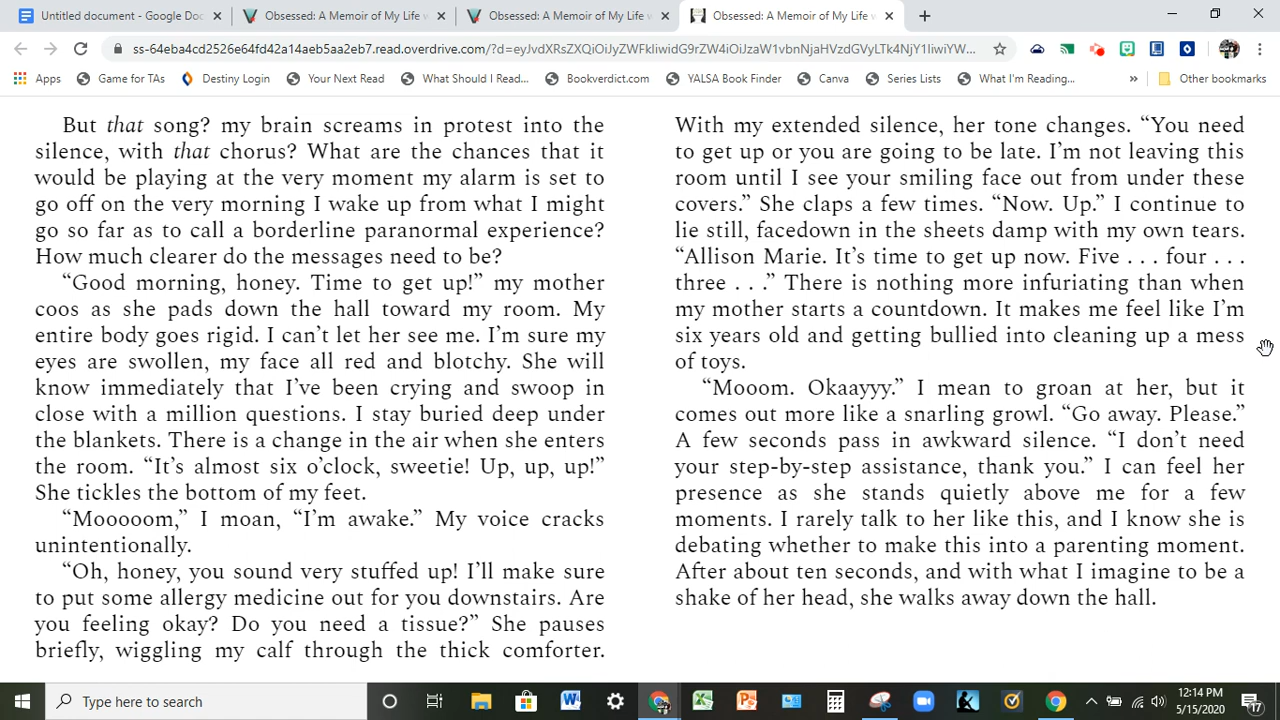 Untitled document - Google Doc
Obsessed: A Memoir of My Life w
Obsessed: A Memoir of My Life w
Obsessed: A Memoir of My Life w
ss-64eba4cd2526e64fd42a14aeb5aa2eb7.read.overdrive.com/?d=eyJvdXRsZXQiOiJyZWFkIiwidG9rZW4iOiJzaW1vbnNjaHVzdGVyLTk4NjY1IiwiYW...
Apps
Game for TAs
Destiny Login
Your Next Read
What Should I Read...
Bookverdict.com
YALSA Book Finder
Canva
Series Lists
What I'm Reading...
»
Other bookmarks
But that song? my brain screams in protest into the
silence, with that chorus? What are the chances that it
would be playing at the very moment my alarm is set to
go off on the very morning I wake up from what I might
go so far as to call a borderline paranormal experience?
How much clearer do the messages need to be?
“Good morning, honey. Time to get up!” my mother
coos as she pads down the hall toward my room. My
entire body goes rigid. I can’t let her see me. I’m sure my
eyes are swollen, my face all red and blotchy. She will
know immediately that I’ve been crying and swoop in
close with a million questions. I stay buried deep under
the blankets. There is a change in the air when she enters
the room. “It’s almost six o’clock, sweetie! Up, up, up!”
She tickles the bottom of my feet.
“Mooooom,” I moan, “I’m awake.” My voice cracks
unintentionally.
“Oh, honey, you sound very stuffed up! I’ll make sure
to put some allergy medicine out for you downstairs. Are
you feeling okay? Do you need a tissue?” She pauses
briefly, wiggling my calf through the thick comforter.
With my extended silence, her tone changes. “You need
to get up or you are going to be late. I’m not leaving this
room until I see your smiling face out from under these
covers.” She claps a few times. “Now. Up.” I continue to
lie still, facedown in the sheets damp with my own tears.
“Allison Marie. It’s time to get up now. Five . . . four . . .
three . . .” There is nothing more infuriating than when
my mother starts a countdown. It makes me feel like I’m
six years old and getting bullied into cleaning up a mess
of toys.
“Mooom. Okaayyy.” I mean to groan at her, but it
comes out more like a snarling growl. “Go away. Please.”
A few seconds pass in awkward silence. “I don’t need
your step-by-step assistance, thank you.” I can feel her
presence as she stands quietly above me for a few
moments. I rarely talk to her like this, and I know she is
debating whether to make this into a parenting moment.
After about ten seconds, and with what I imagine to be a
shake of her head, she walks away down the hall.
Type here to search
12:14 PM
5/15/2020
17